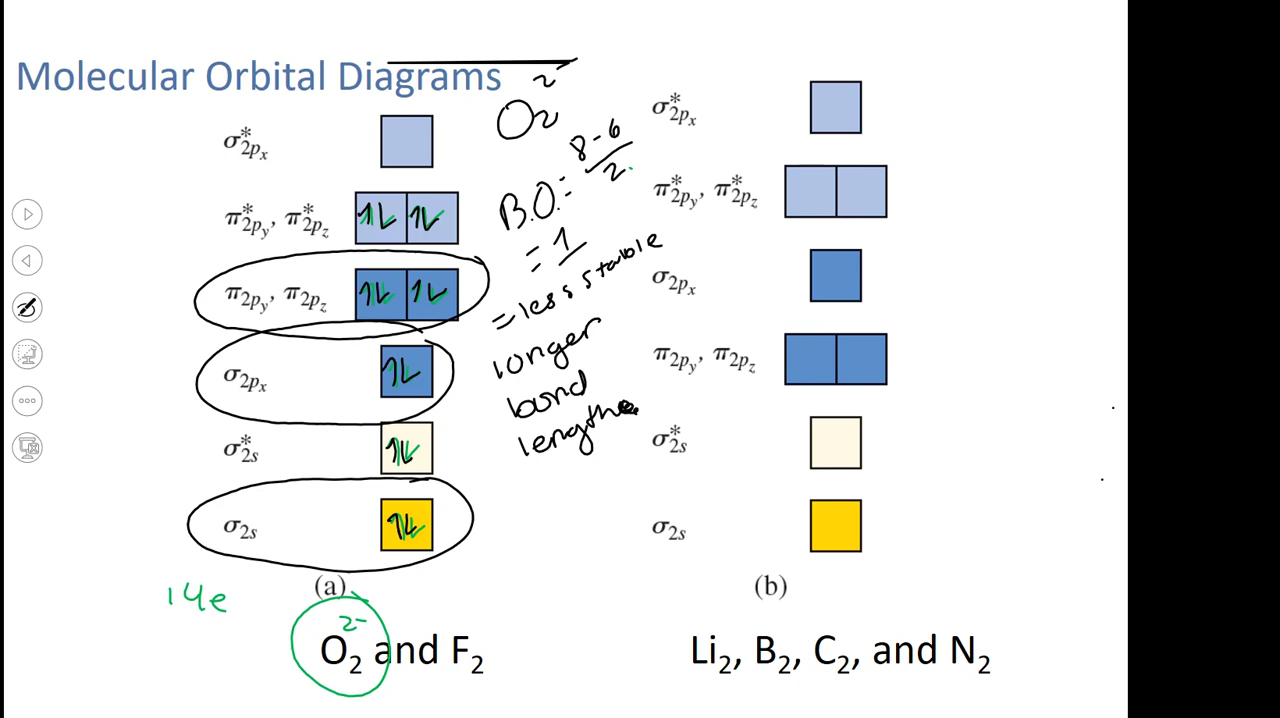 Molecular Orbital Diagrams
σ*2px
π*2py, π*2pz
π2py, π2pz
σ2px
σ*2s
σ2s
(a)
14e
2-
O2 and F2
O2 2-
B.O. = 8-6/2
= 1
= less stable
longer
bond
length
σ*2px
π*2py, π*2pz
σ2px
π2py, π2pz
σ*2s
σ2s
(b)
Li2, B2, C2, and N2